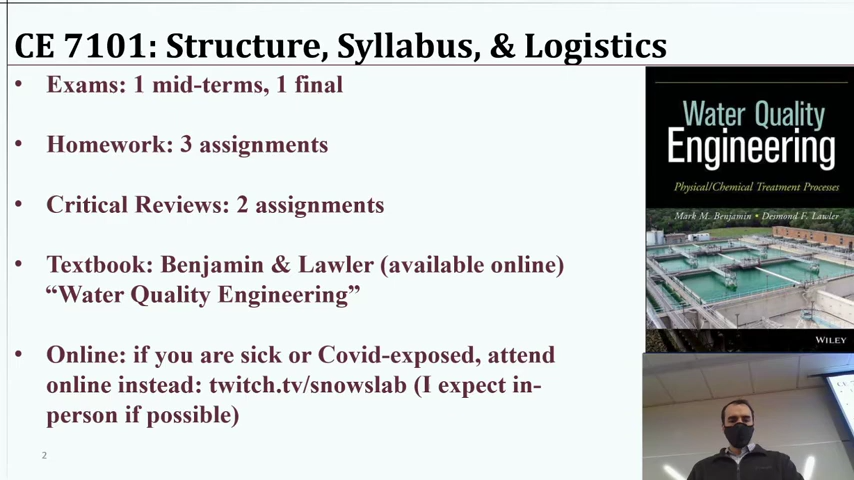 CE 7101: Structure, Syllabus, & Logistics
• Exams: 1 mid-terms, 1 final
• Homework: 3 assignments
• Critical Reviews: 2 assignments
• Textbook: Benjamin & Lawler (available online)
“Water Quality Engineering”
• Online: if you are sick or Covid-exposed, attend
online instead: twitch.tv/snowslab (I expect in-
person if possible)
2
Water Quality
Engineering
Physical/Chemical Treatment Processes
Mark M. Benjamin • Desmond F. Lawler
WILEY